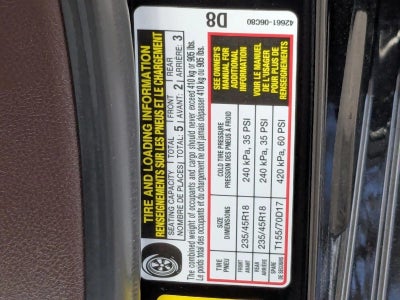 42661-06C80
D8
TIRE AND LOADING INFORMATION
RENSEIGNEMENTS SUR LES PNEUS ET LE CHARGEMENT
SEATING CAPACITY TOTAL 5 FRONT 2 REAR 3
NOMBRE DE PLACES TOTAL: AVANT: ARRIÈRE:
The combined weight of occupants and cargo should never exceed 410 kg or 905 lbs.
Le poids total des occupants et du chargement ne doit jamais dépasser 410 kg ou 905 lbs.
TIRE SIZE COLD TIRE PRESSURE
PNEU DIMENSIONS PRESSION DES PNEUS À FROID
FRONT AVANT 235/45R18 240 kPa, 35 PSI
REAR ARRIÈRE 235/45R18 240 kPa, 35 PSI
SPARE DE SECOURS T155/70D17 420 kPa, 60 PSI
SEE OWNER'S
MANUAL FOR
ADDITIONAL
INFORMATION
VOIR LE MANUEL
DE L'USAGER
POUR PLUS DE
RENSEIGNEMENTS